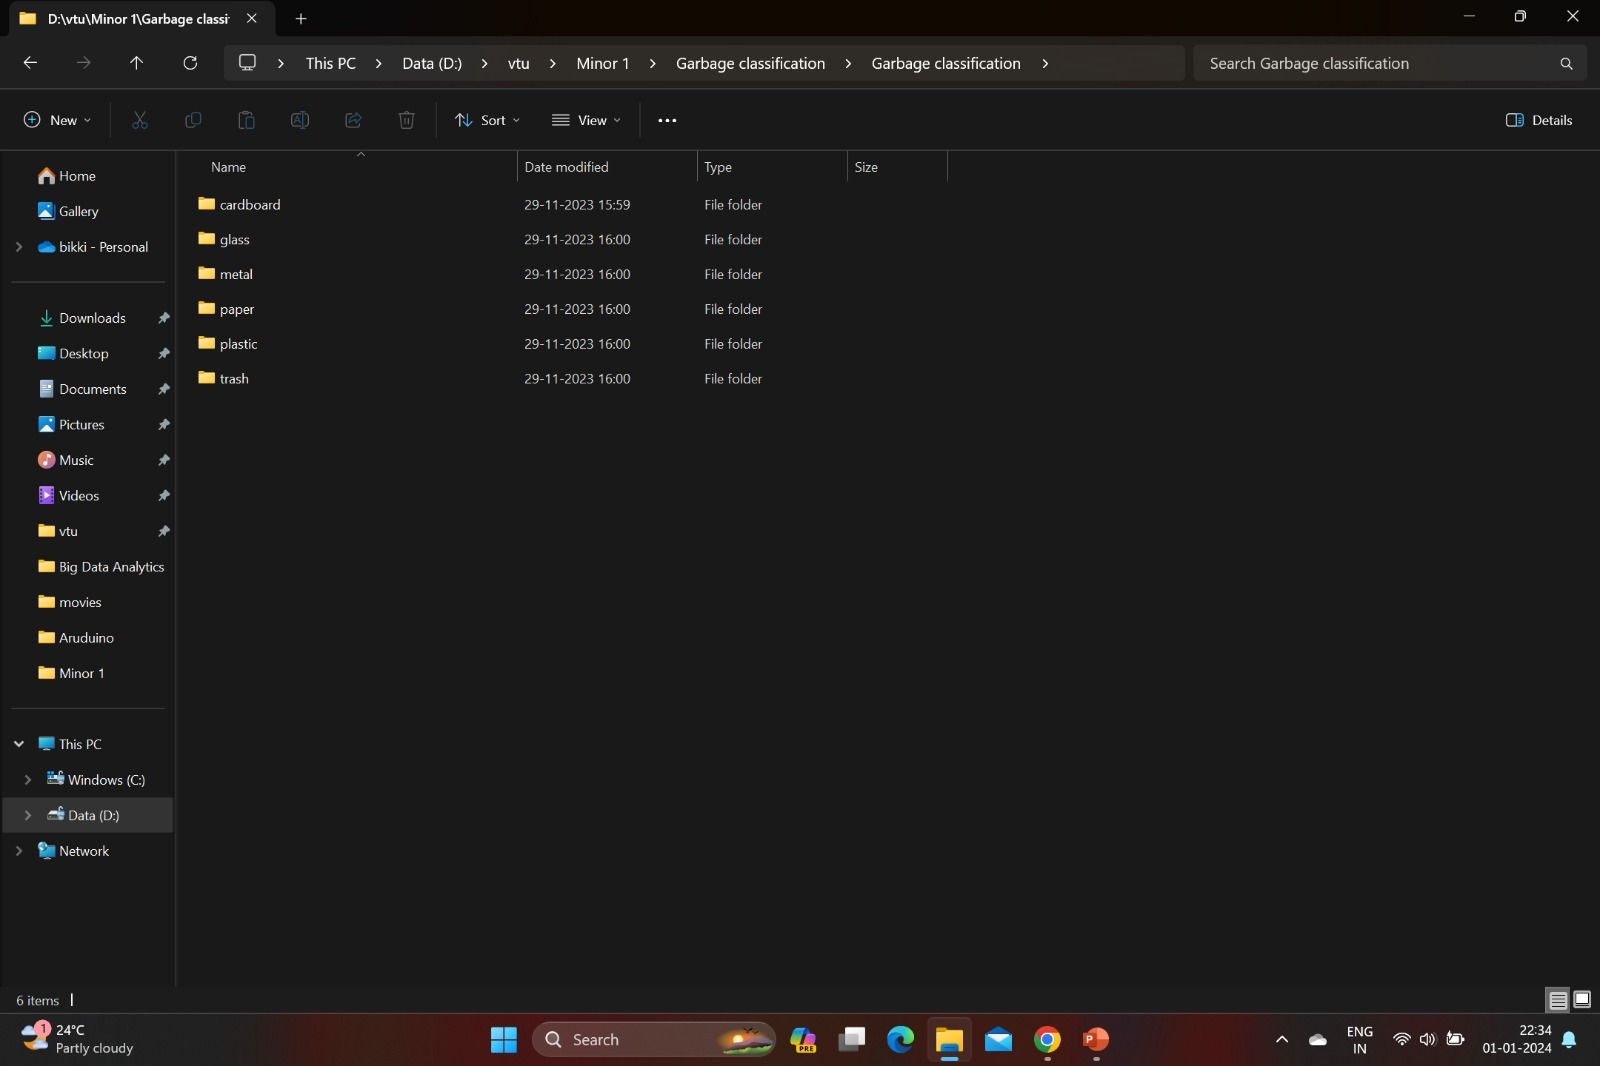 D:\vtu\Minor 1\Garbage classi
This PC > Data (D:) > vtu > Minor 1 > Garbage classification > Garbage classification >
Search Garbage classification
New
Sort
View
Details
Name Date modified Type Size
cardboard 29-11-2023 15:59 File folder
glass 29-11-2023 16:00 File folder
metal 29-11-2023 16:00 File folder
paper 29-11-2023 16:00 File folder
plastic 29-11-2023 16:00 File folder
trash 29-11-2023 16:00 File folder
Home
Gallery
bikki - Personal
Downloads
Desktop
Documents
Pictures
Music
Videos
vtu
Big Data Analytics
movies
Aruduino
Minor 1
This PC
Windows (C:)
Data (D:)
Network
6 items
1
24°C
Partly cloudy
Search
PRE
P
ENG
IN
22:34
01-01-2024